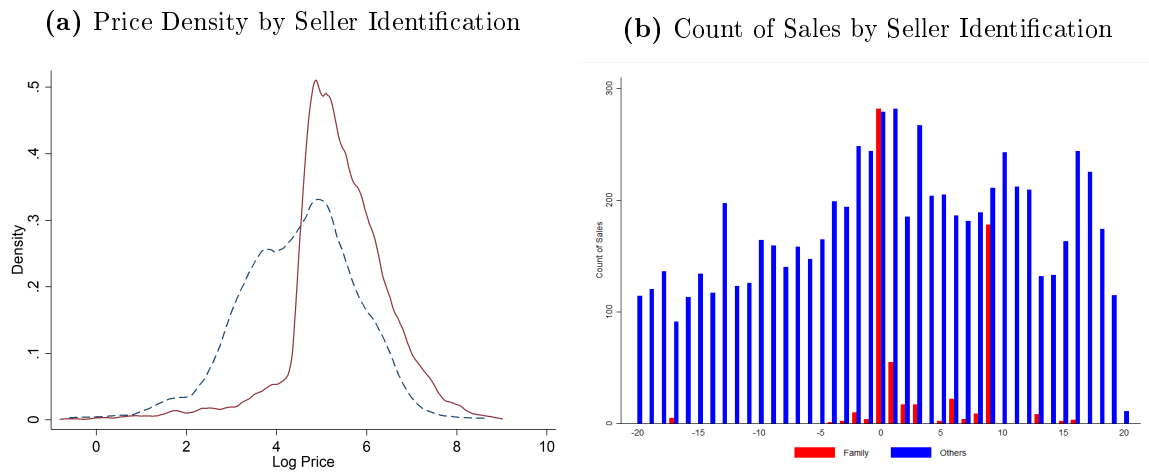 (a) Price Density by Seller Identification
.5
.4
.3
.2
.1
0
Density
0 2 4 6 8 10
Log Price
(b) Count of Sales by Seller Identification
300
200
100
0
Count of Sales
-20 -15 -10 -5 0 5 10 15 20
Family Others